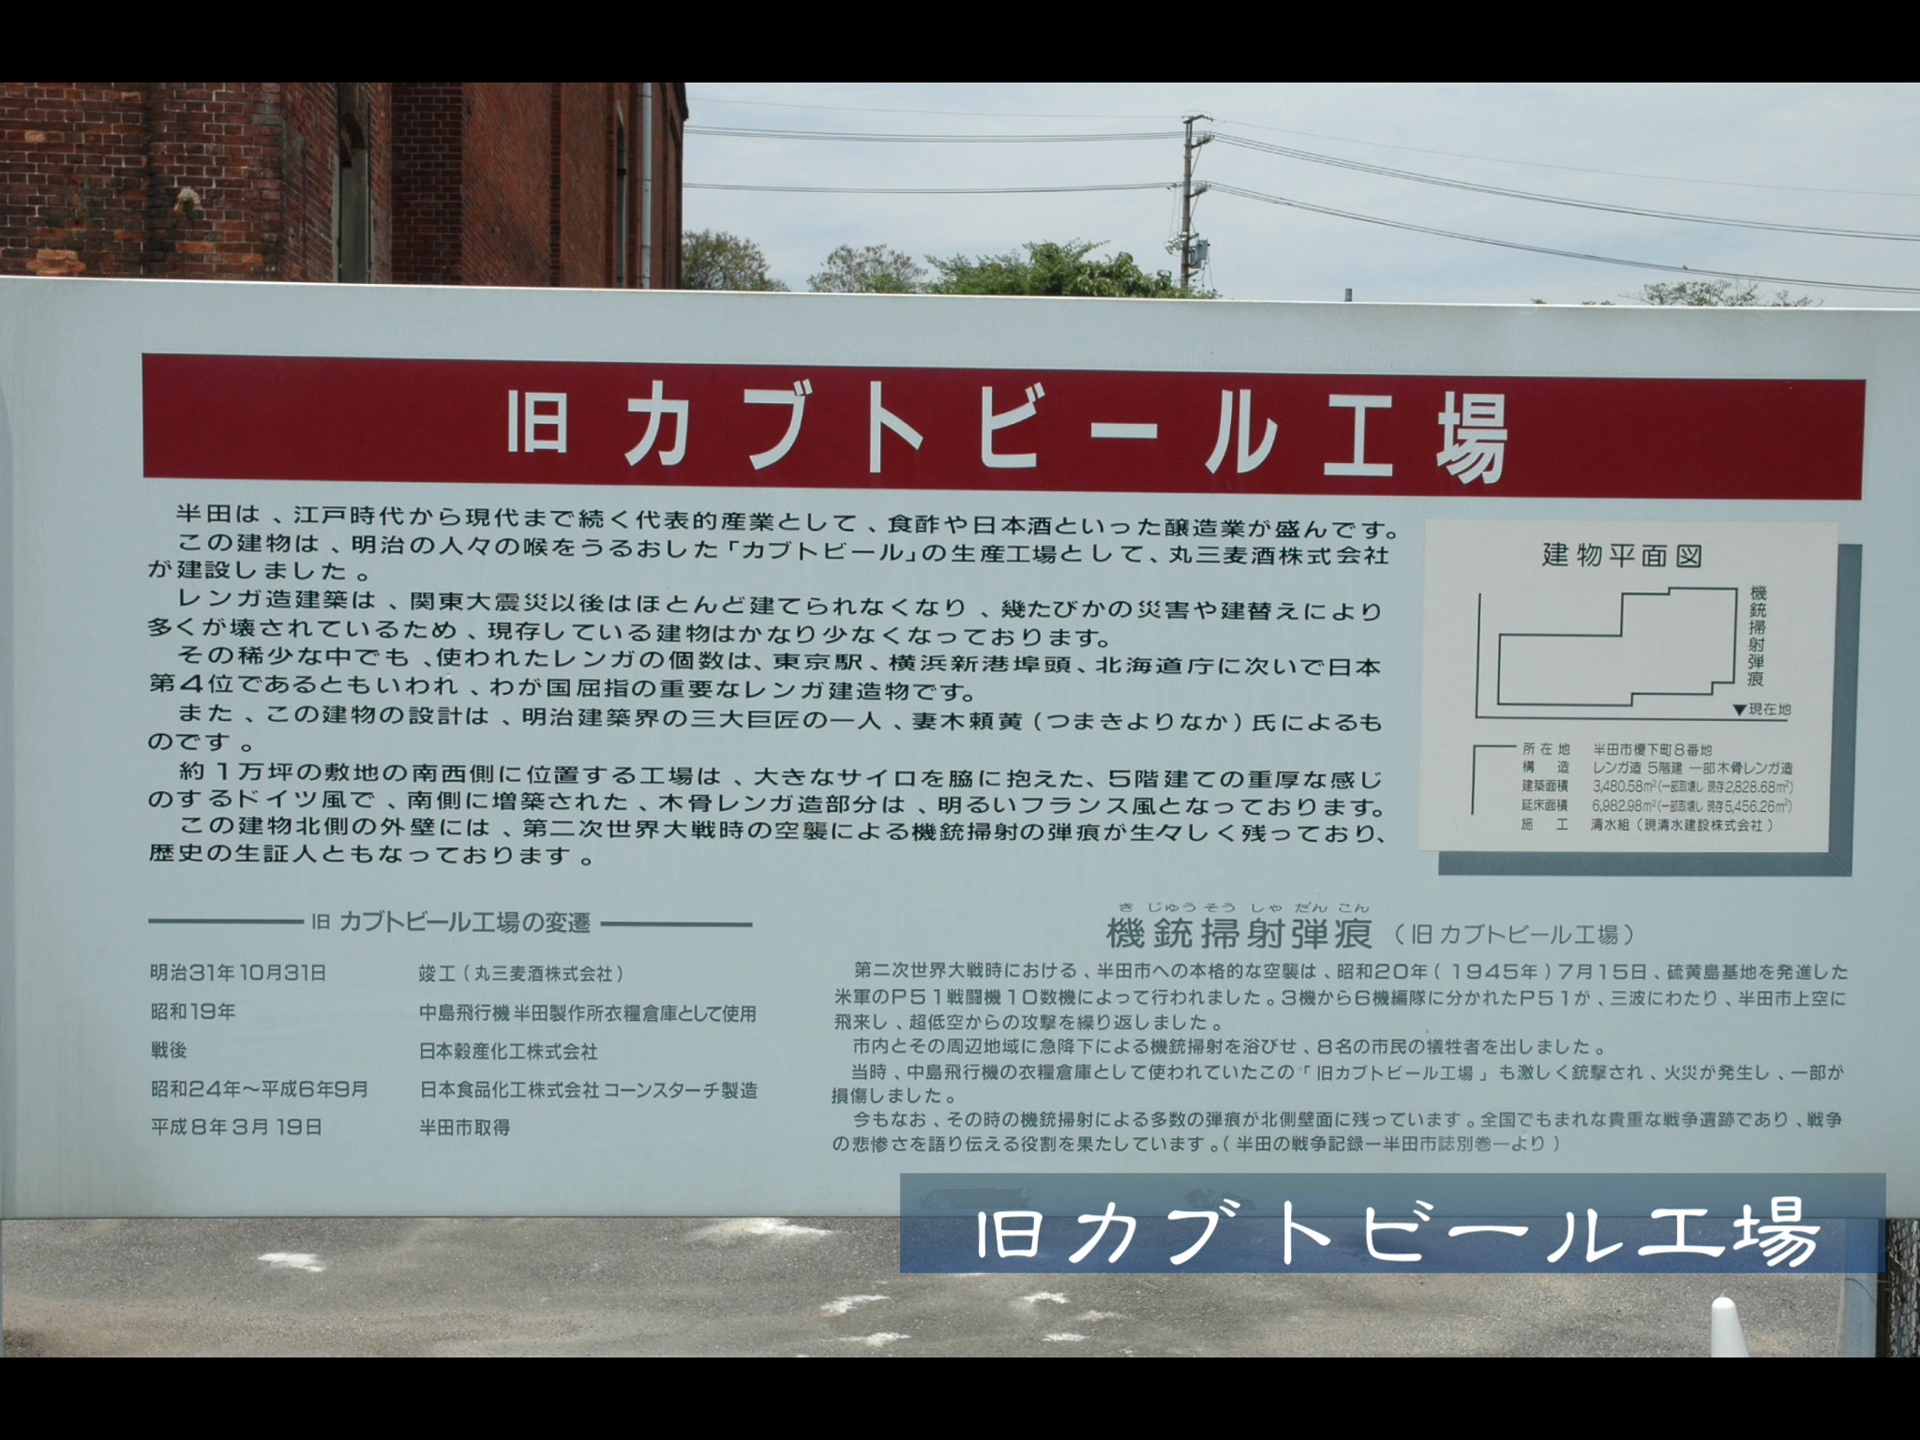 旧カブトビール工場
半田は、江戸時代から現代まで続く代表的産業として、食酢や日本酒といった醸造業が盛んです。
この建物は、明治の人々の喉をうるおした「カブトビール」の生産工場として、丸三麦酒株式会社
が建設しました。
レンガ造建築は、関東大震災以後はほとんど建てられなくなり、幾たびかの災害や建替えにより
多くが壊されているため、現存している建物はかなり少なくなっております。
その稀少な中でも、使われたレンガの個数は、東京駅、横浜新港埠頭、北海道庁に次いで日本
第4位であるともいわれ、わが国屈指の重要なレンガ建造物です。
また、この建物の設計は、明治建築界の三大巨匠の一人、妻木頼黄(つまきよりなか)氏によるも
のです。
約1万坪の敷地の南西側に位置する工場は、大きなサイロを脇に抱えた、5階建ての重厚な感じ
のするドイツ風で、南側に増築された、木骨レンガ造部分は、明るいフランス風となっております。
この建物北側の外壁には、第二次世界大戦時の空襲による機銃掃射の弾痕が生々しく残っており、
歴史の生証人ともなっております。
建物平面図
機銃掃射弾痕
▼現在地
所在地 半田市榎下町8番地
構造 レンガ造 5階建 一部木骨レンガ造
建築面積 3,480.58㎡(一部取壊し 現存2,828.68㎡)
延床面積 6,982.98㎡(一部取壊し 現存5,456.26㎡)
施工 清水組(現清水建設株式会社)
旧 カブトビール工場の変遷
明治31年10月31日 竣工(丸三麦酒株式会社)
昭和19年 中島飛行機半田製作所衣糧倉庫として使用
戦後 日本穀産化工株式会社
昭和24年〜平成6年9月 日本食品化工株式会社コーンスターチ製造
平成8年3月19日 半田市取得
き じゅう そう しゃ だん こん
機銃掃射弾痕(旧カブトビール工場)
第二次世界大戦時における、半田市への本格的な空襲は、昭和20年(1945年)7月15日、硫黄島基地を発進した
米軍のP51戦闘機10数機によって行われました。3機から6機編隊に分かれたP51が、三波にわたり、半田市上空に
飛来し、超低空からの攻撃を繰り返しました。
市内とその周辺地域に急降下による機銃掃射を浴びせ、8名の市民の犠牲者を出しました。
当時、中島飛行機の衣糧倉庫として使われていたこの「旧カブトビール工場」も激しく銃撃され、火災が発生し、一部が
損傷しました。
今もなお、その時の機銃掃射による多数の弾痕が北側壁面に残っています。全国でもまれな貴重な戦争遺跡であり、戦争
の悲惨さを語り伝える役割を果たしています。(半田の戦争記録ー半田市誌別巻ーより)
旧カブトビール工場